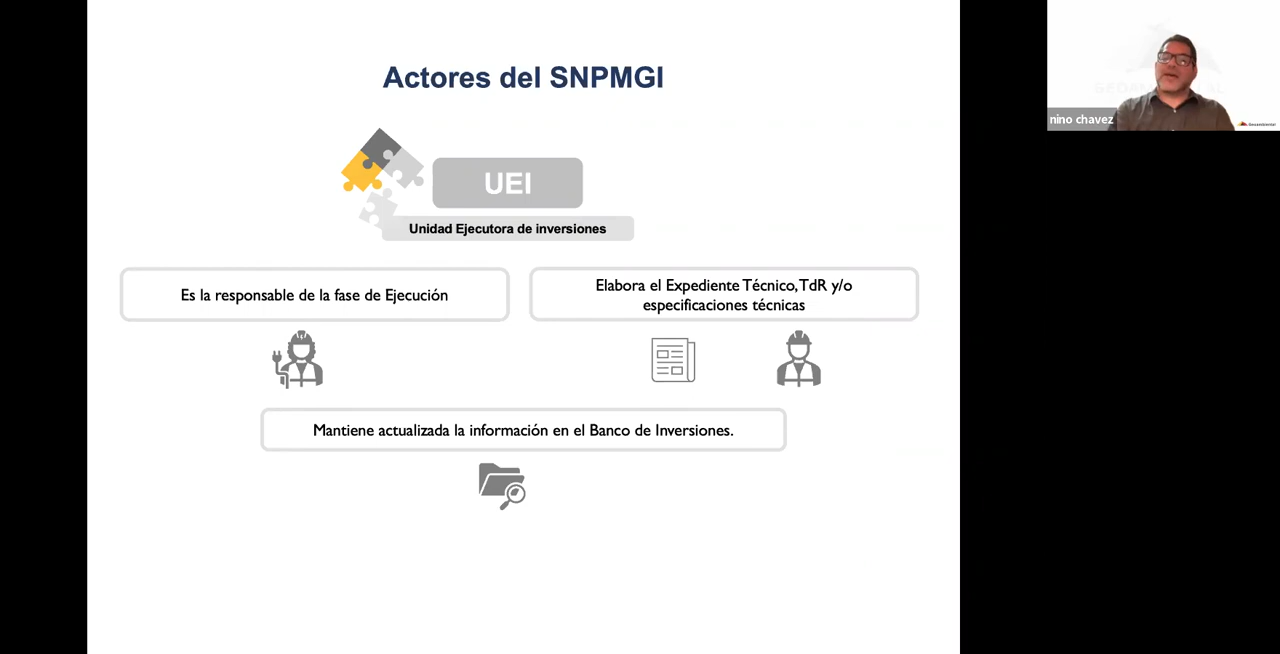 Actores del SNPMGI
UEI
Unidad Ejecutora de inversiones
Es la responsable de la fase de Ejecución
Elabora el Expediente Técnico, TdR y/o
especificaciones técnicas
Mantiene actualizada la información en el Banco de Inversiones.
nino chavez